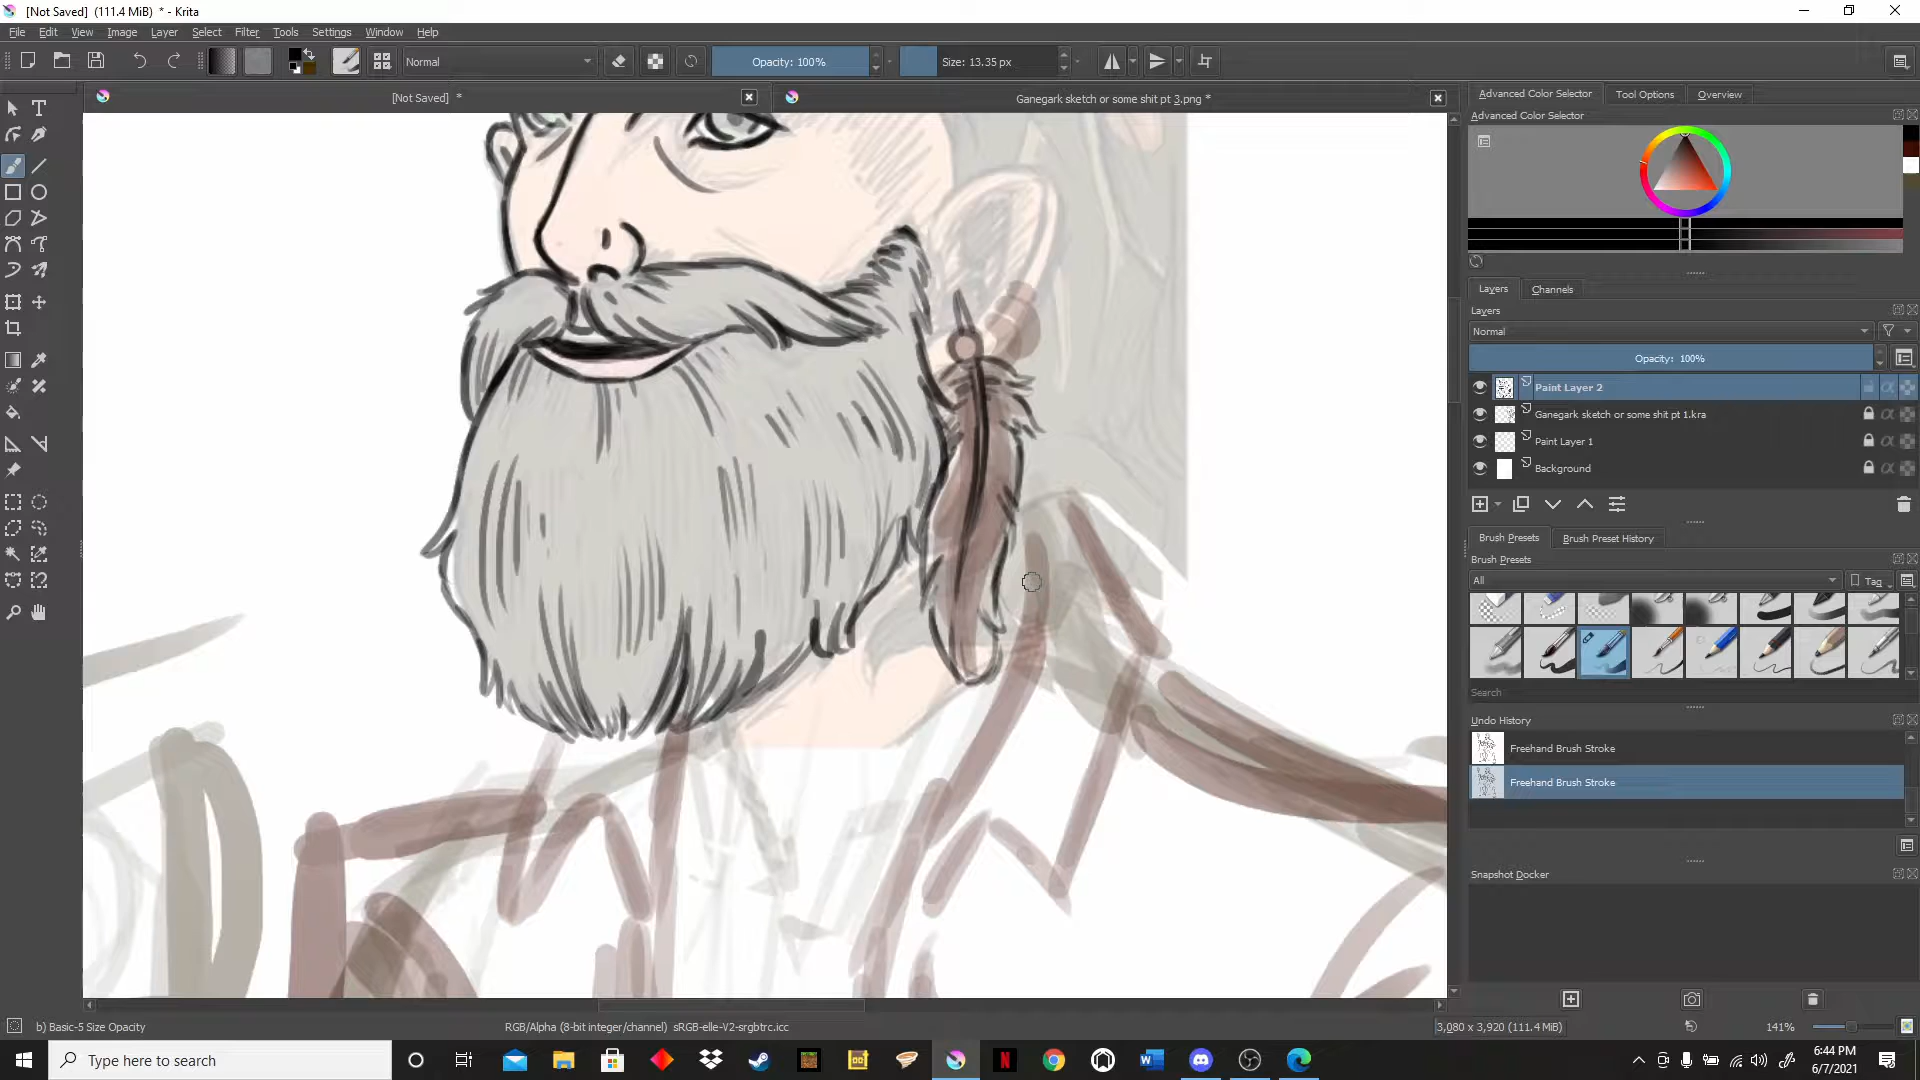 [Not Saved]  (111.4 MiB)  * - Krita
File Edit View Image Layer Filter Select Tools Settings Window Help
Normal
Opacity: 100%
Size: 13.35 px
[Not Saved]  *
Ganegark sketch or some shit pt 3.png *
Advanced Color Selector
Tool Options
Overview
Advanced Color Selector
Layers
Channels
Layers
Normal
Opacity:  100%
Paint Layer 2
Ganegark sketch or some shit pt 1.kra
Paint Layer 1
Background
Brush Presets
Brush Preset History
Brush Presets
All
Tag
Search
Undo History
Freehand Brush Stroke
Freehand Brush Stroke
Snapshot Docker
b) Basic-5 Size Opacity
RGB/Alpha (8-bit integer/channel)  sRGB-elle-V2-srgbtrc.icc
3,080 x 3,920 (111.4 MiB)
141%
Type here to search
6:44 PM
6/7/2021